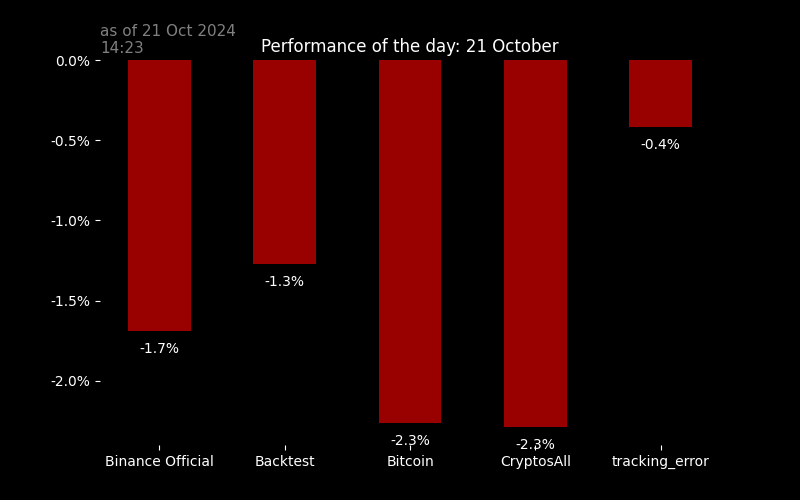 as of 21 Oct 2024
14:23
Performance of the day: 21 October
0.0%
-0.5%
-1.0%
-1.5%
-2.0%
-1.7%
-1.3%
-2.3%
-2.3%
-0.4%
Binance Official
Backtest
Bitcoin
CryptosAll
tracking_error